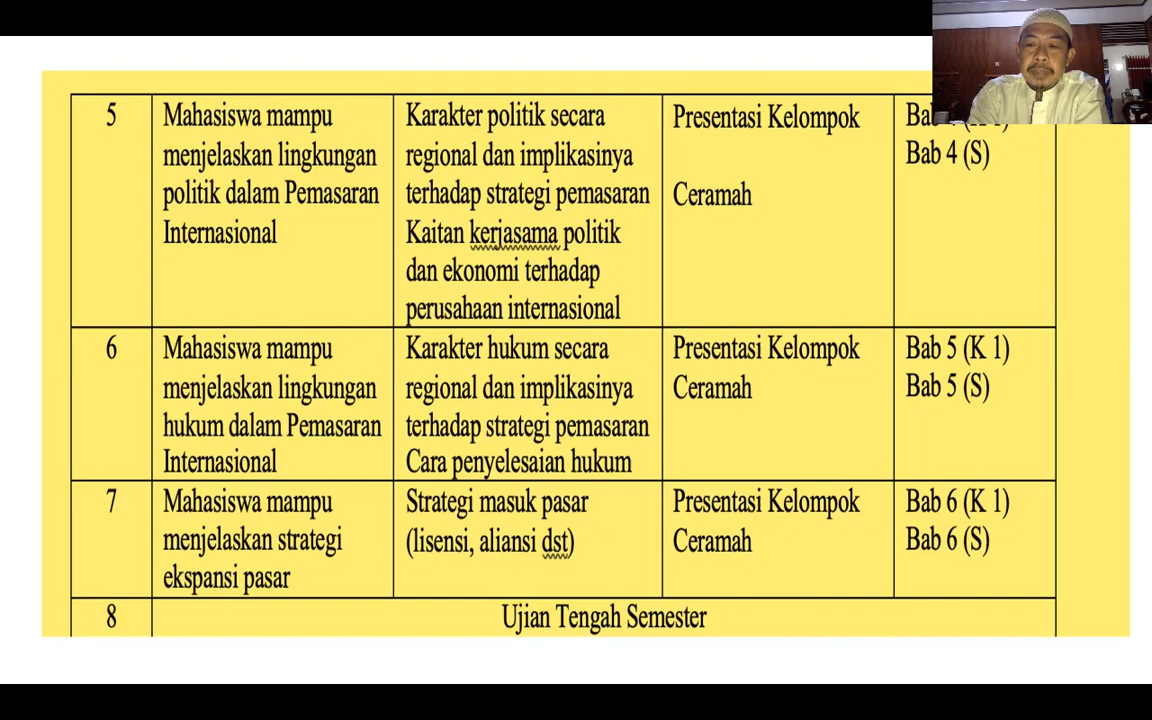 5
Mahasiswa mampu
menjelaskan lingkungan
politik dalam Pemasaran
Internasional
Karakter politik secara
regional dan implikasinya
terhadap strategi pemasaran
Kaitan kerjasama politik
dan ekonomi terhadap
perusahaan internasional
Presentasi Kelompok
Ceramah
Bab 4 (S)
6
Mahasiswa mampu
menjelaskan lingkungan
hukum dalam Pemasaran
Internasional
Karakter hukum secara
regional dan implikasinya
terhadap strategi pemasaran
Cara penyelesaian hukum
Presentasi Kelompok
Ceramah
Bab 5 (K 1)
Bab 5 (S)
7
Mahasiswa mampu
menjelaskan strategi
ekspansi pasar
Strategi masuk pasar
(lisensi, aliansi dst)
Presentasi Kelompok
Ceramah
Bab 6 (K 1)
Bab 6 (S)
8
Ujian Tengah Semester